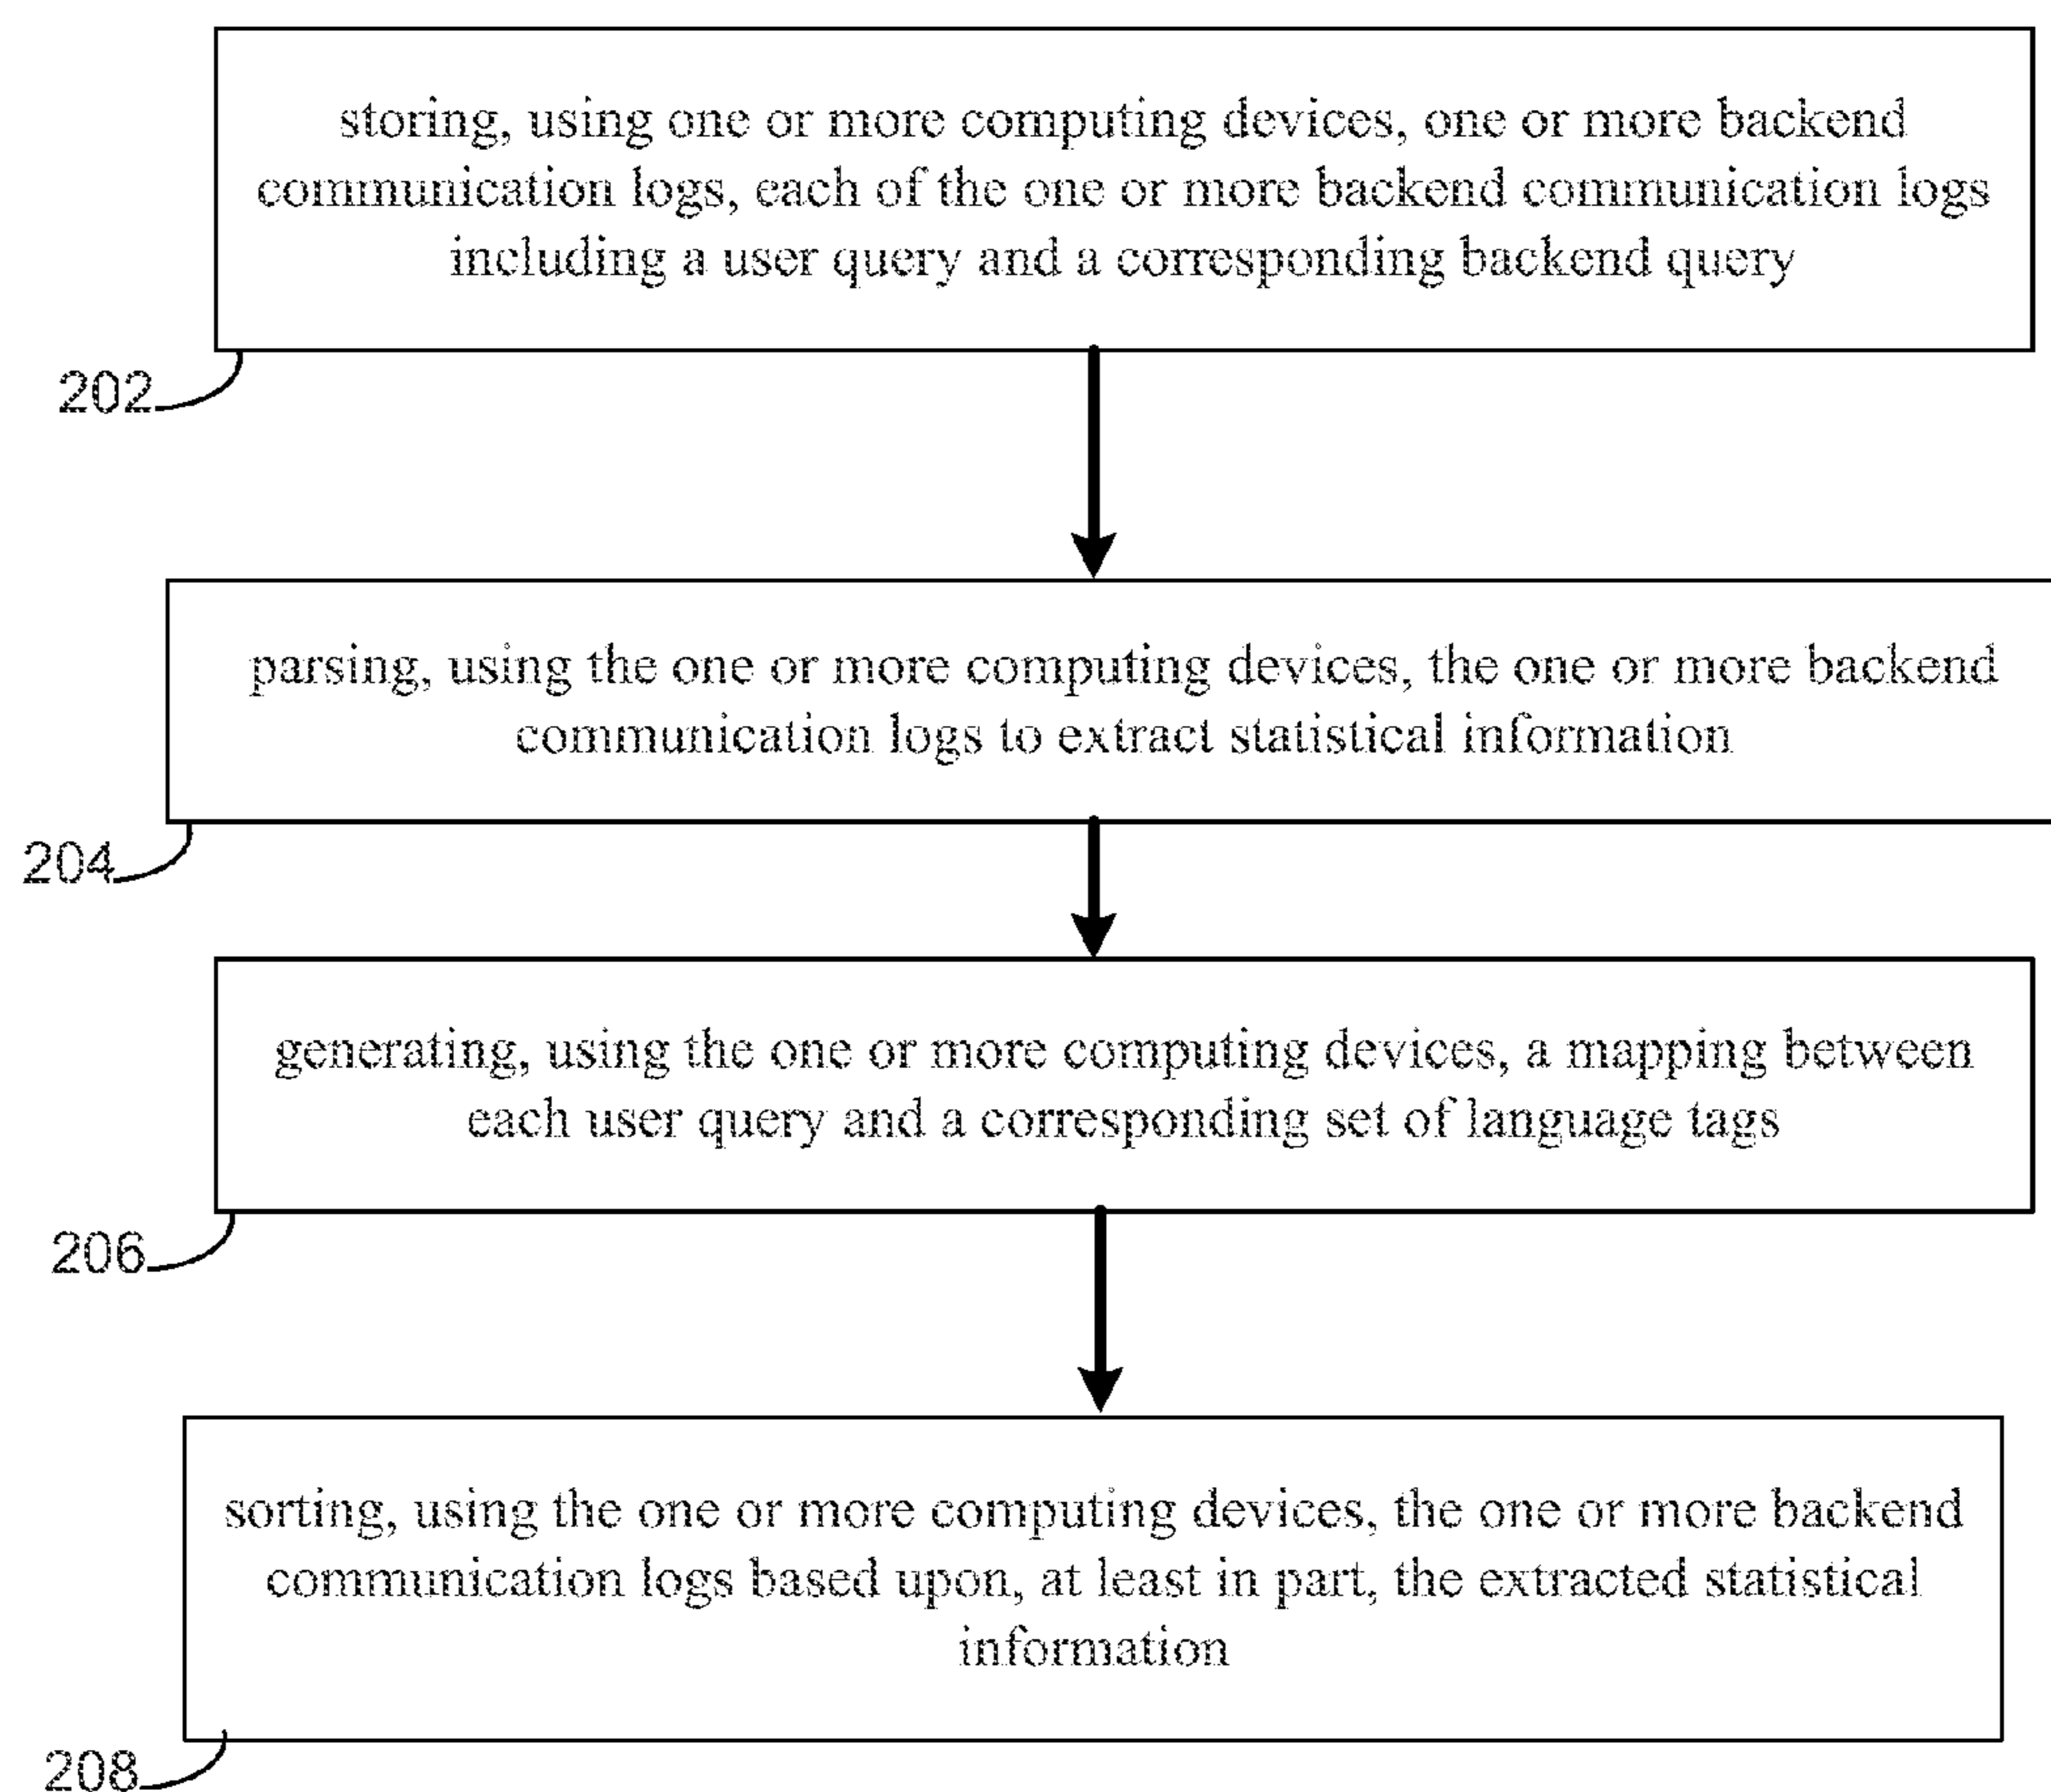 storing, using one or more computing devices, one or more backend
communication logs, each of the one or more backend communication logs
including a user query and a corresponding backend query
202
parsing, using the one or more computing devices, the one or more backend
communication logs to extract statistical information
204
generating, using the one or more computing devices, a mapping between
each user query and a corresponding set of language tags
206
sorting, using the one or more computing devices, the one or more backend
communication logs based upon, at least in part, the extracted statistical
information
208